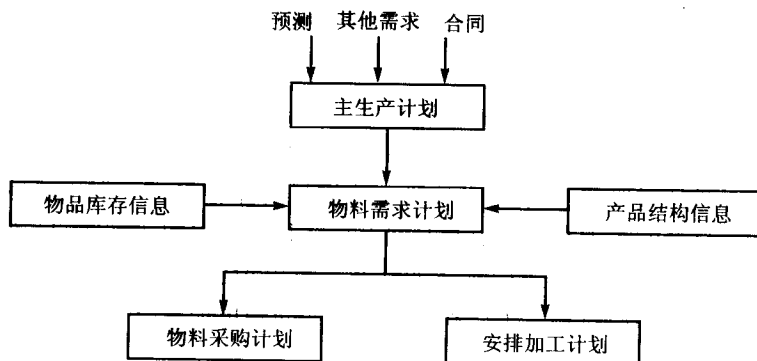 预测 其他需求 合同
主生产计划
物品库存信息 物料需求计划 产品结构信息
物料采购计划 安排加工计划